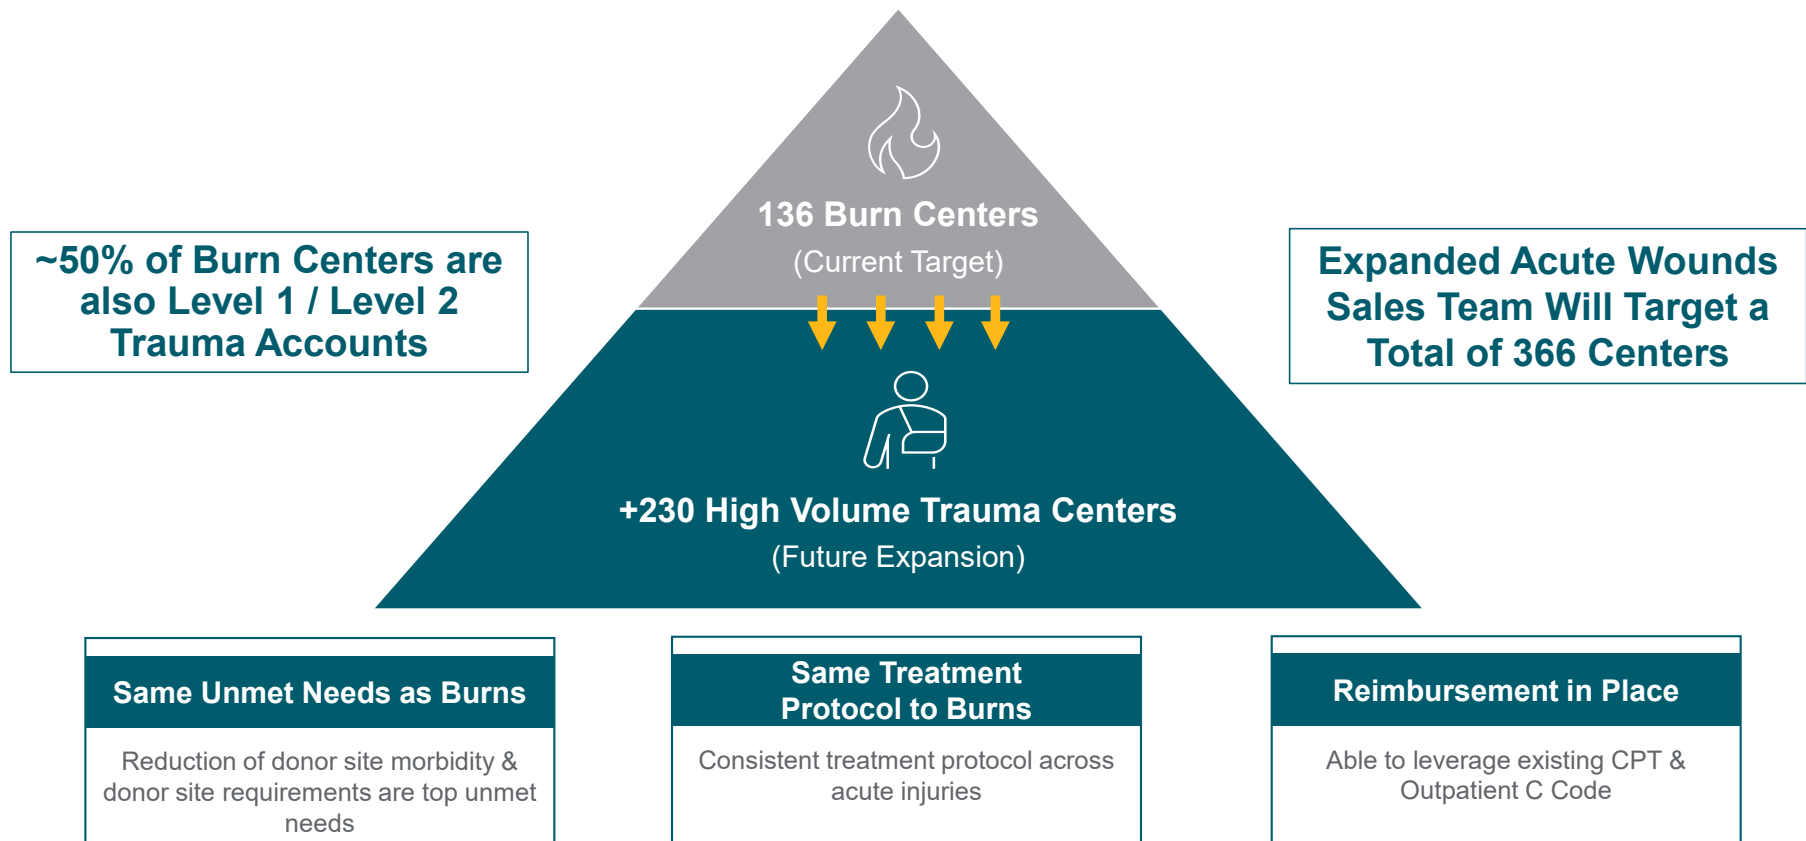 136 Burn Centers
(Current Target)
~50% of Burn Centers are
also Level 1 / Level 2
Trauma Accounts
Expanded Acute Wounds
Sales Team Will Target a
Total of 366 Centers
+230 High Volume Trauma Centers
(Future Expansion)
Same Unmet Needs as Burns
Reduction of donor site morbidity &
donor site requirements are top unmet
needs
Same Treatment
Protocol to Burns
Consistent treatment protocol across
acute injuries
Reimbursement in Place
Able to leverage existing CPT &
Outpatient C Code